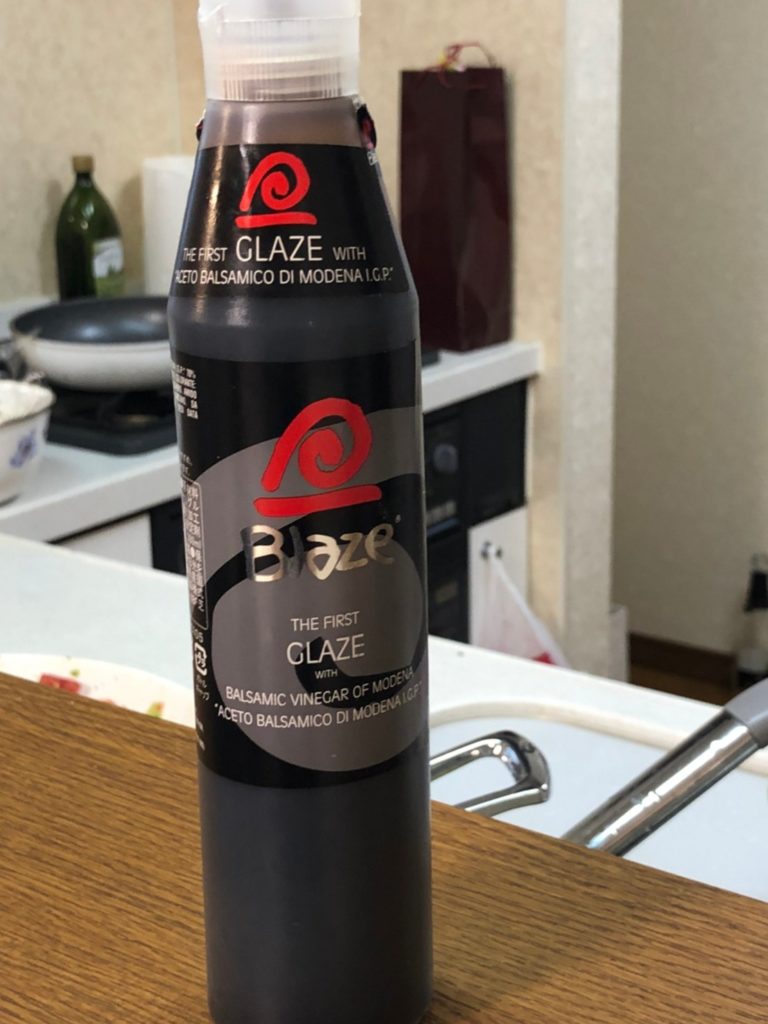 THE FIRST GLAZE WITH
"ACETO BALSAMICO DI MODENA I.G.P."
Blaze®
THE FIRST
GLAZE
WITH
BALSAMIC VINEGAR OF MODENA
"ACETO BALSAMICO DI MODENA I.G.P."